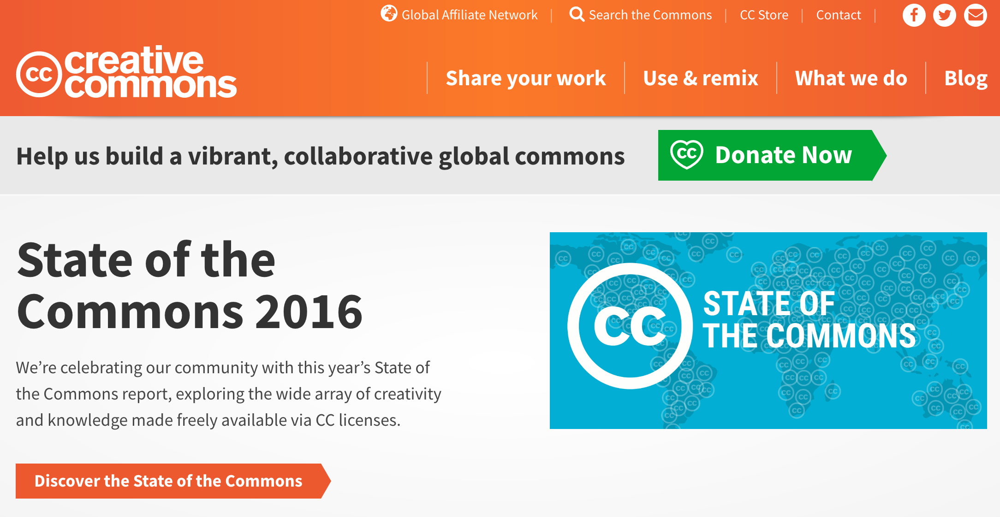 Global Affiliate Network | Search the Commons | CC Store | Contact |
cc creative
commons
Share your work Use & remix What we do Blog
Help us build a vibrant, collaborative global commons
cc Donate Now
State of the
Commons 2016
We’re celebrating our community with this year’s State of
the Commons report, exploring the wide array of creativity
and knowledge made freely available via CC licenses.
Discover the State of the Commons
cc
STATE OF
THE COMMONS